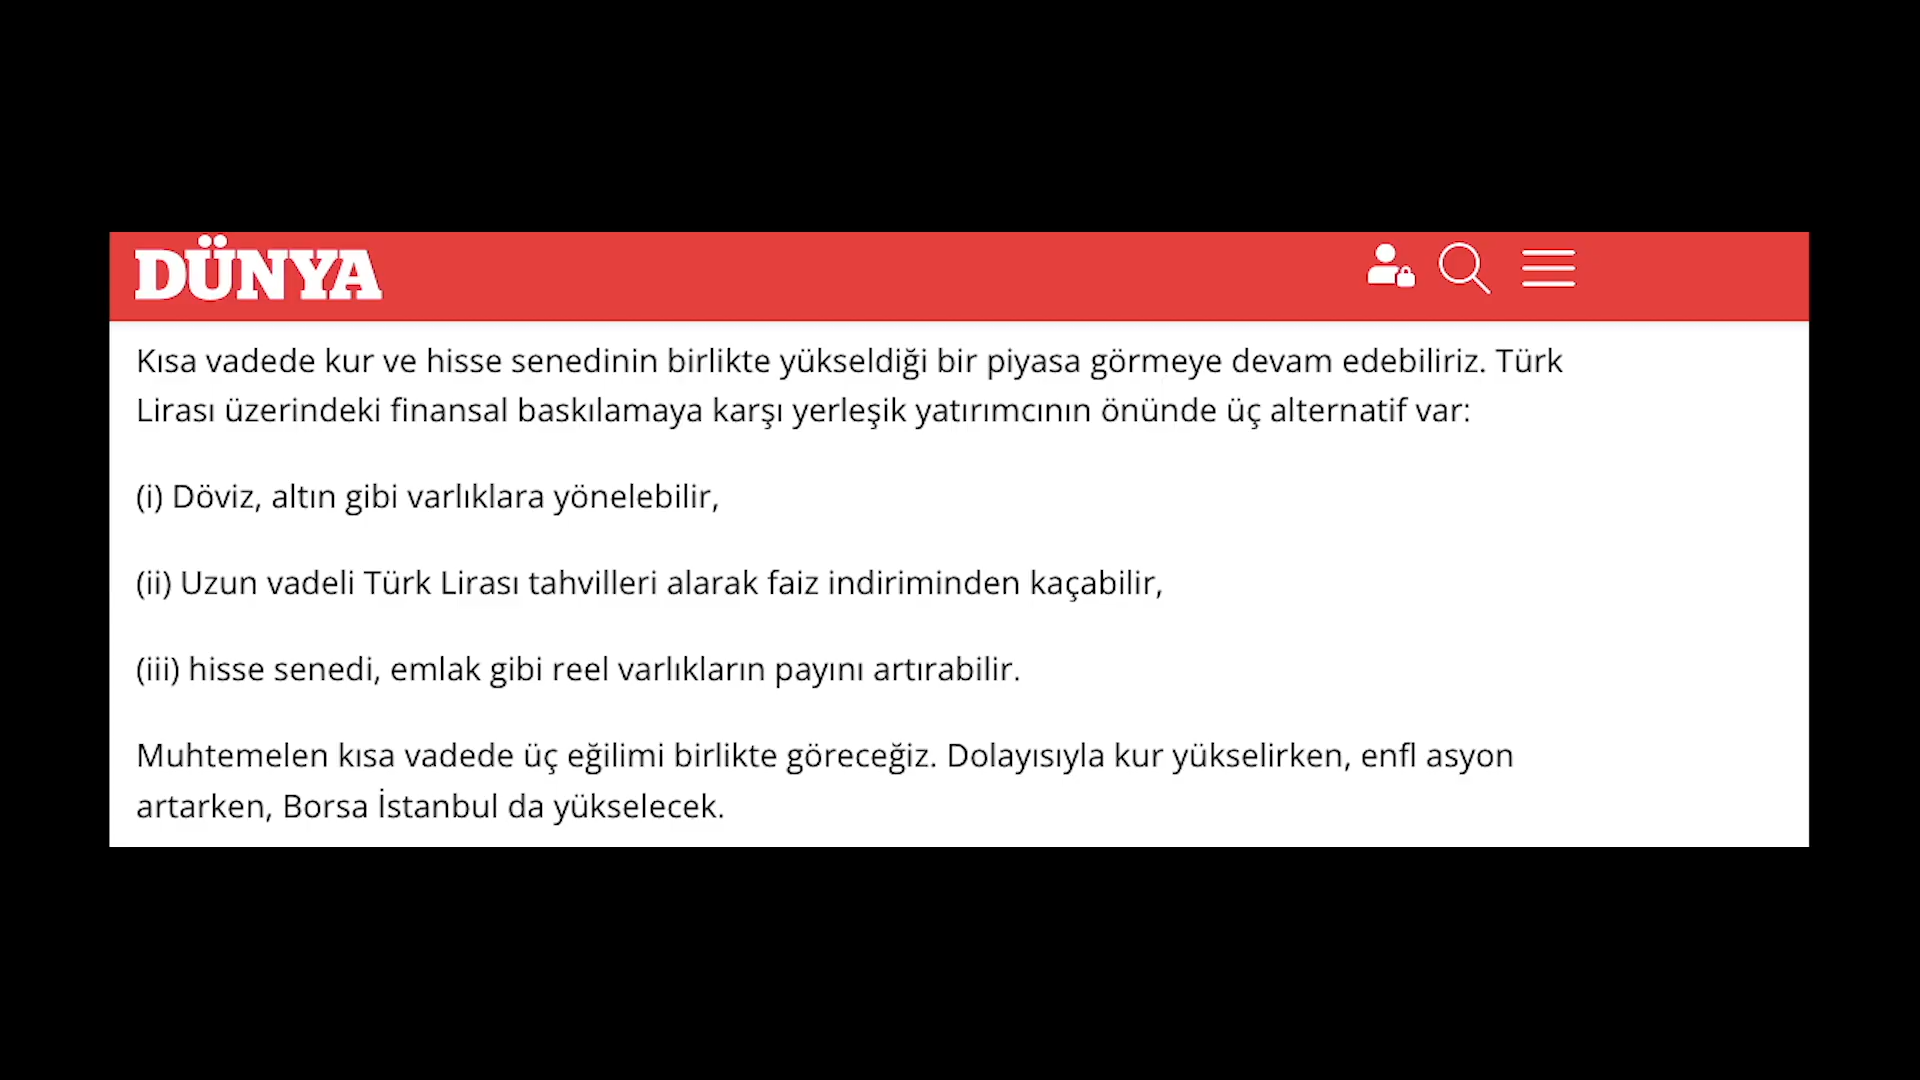 DÜNYA
Kısa vadede kur ve hisse senedinin birlikte yükseldiği bir piyasa görmeye devam edebiliriz. Türk
Lirası üzerindeki finansal baskılamaya karşı yerleşik yatırımcının önünde üç alternatif var:
(i) Döviz, altın gibi varlıklara yönelebilir,
(ii) Uzun vadeli Türk Lirası tahvilleri alarak faiz indiriminden kaçabilir,
(iii) hisse senedi, emlak gibi reel varlıkların payını artırabilir.
Muhtemelen kısa vadede üç eğilimi birlikte göreceğiz. Dolayısıyla kur yükselirken, enfl asyon
artarken, Borsa İstanbul da yükselecek.